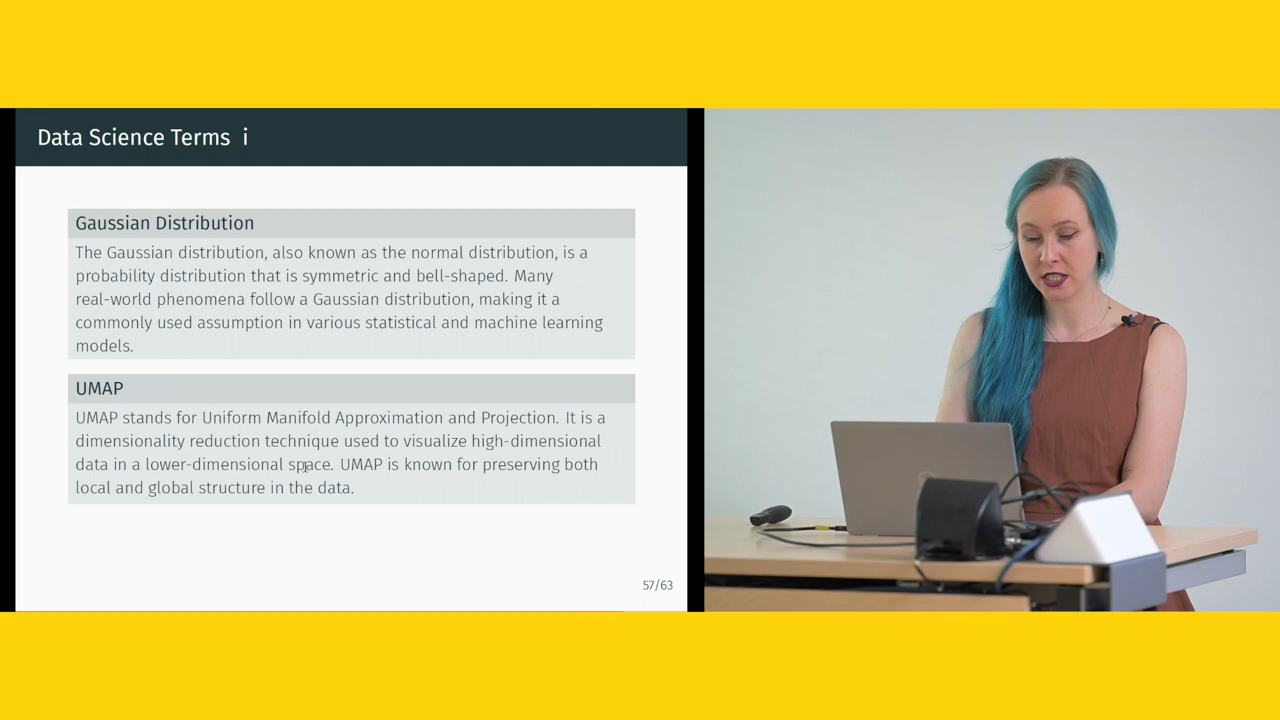 Data Science Terms i
Gaussian Distribution
The Gaussian distribution, also known as the normal distribution, is a
probability distribution that is symmetric and bell-shaped. Many
real-world phenomena follow a Gaussian distribution, making it a
commonly used assumption in various statistical and machine learning
models.
UMAP
UMAP stands for Uniform Manifold Approximation and Projection. It is a
dimensionality reduction technique used to visualize high-dimensional
data in a lower-dimensional space. UMAP is known for preserving both
local and global structure in the data.
57/63